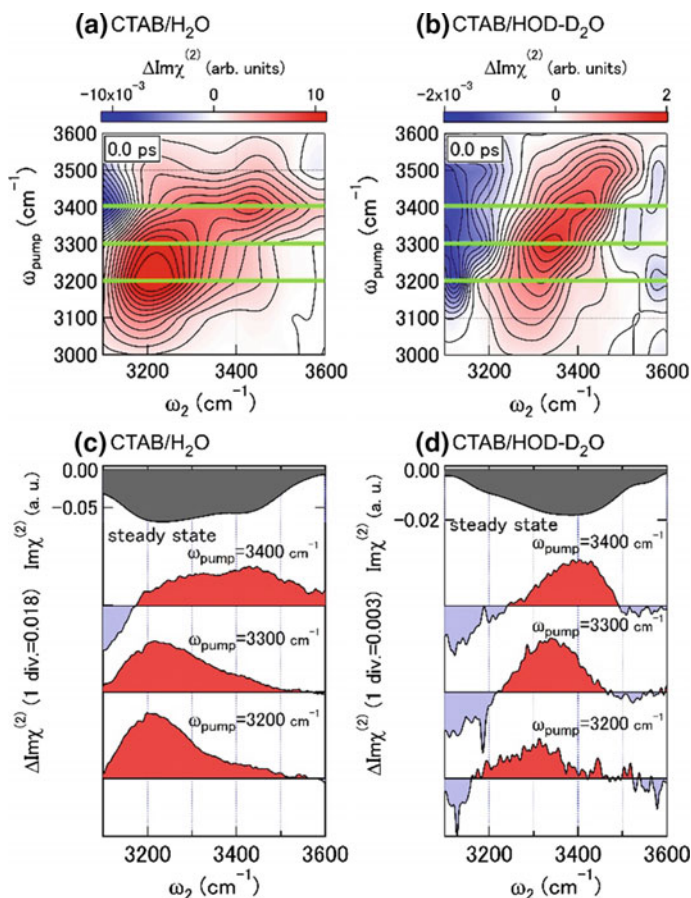 (a) CTAB/H₂O
ΔImχ⁽²⁾ (arb. units)
−10x10⁻³ 0 10
0.0 ps
3600
3500
3400
3300
3200
3100
3000
ω_pump (cm⁻¹)
3200 3400 3600
ω₂ (cm⁻¹)
(b) CTAB/HOD-D₂O
ΔImχ⁽²⁾ (arb. units)
−2x10⁻³ 0 2
0.0 ps
3600
3500
3400
3300
3200
3100
3000
ω_pump (cm⁻¹)
3200 3400 3600
ω₂ (cm⁻¹)
(c) CTAB/H₂O
0.00
−0.05
Imχ⁽²⁾ (a. u.)
steady state
ω_pump=3400 cm⁻¹
ω_pump=3300 cm⁻¹
ω_pump=3200 cm⁻¹
ΔImχ⁽²⁾ (1 div.=0.018)
3200 3400 3600
ω₂ (cm⁻¹)
(d) CTAB/HOD-D₂O
0.00
−0.02
Imχ⁽²⁾ (a. u.)
steady state
ω_pump=3400 cm⁻¹
ω_pump=3300 cm⁻¹
ω_pump=3200 cm⁻¹
ΔImχ⁽²⁾ (1 div.=0.003)
3200 3400 3600
ω₂ (cm⁻¹)